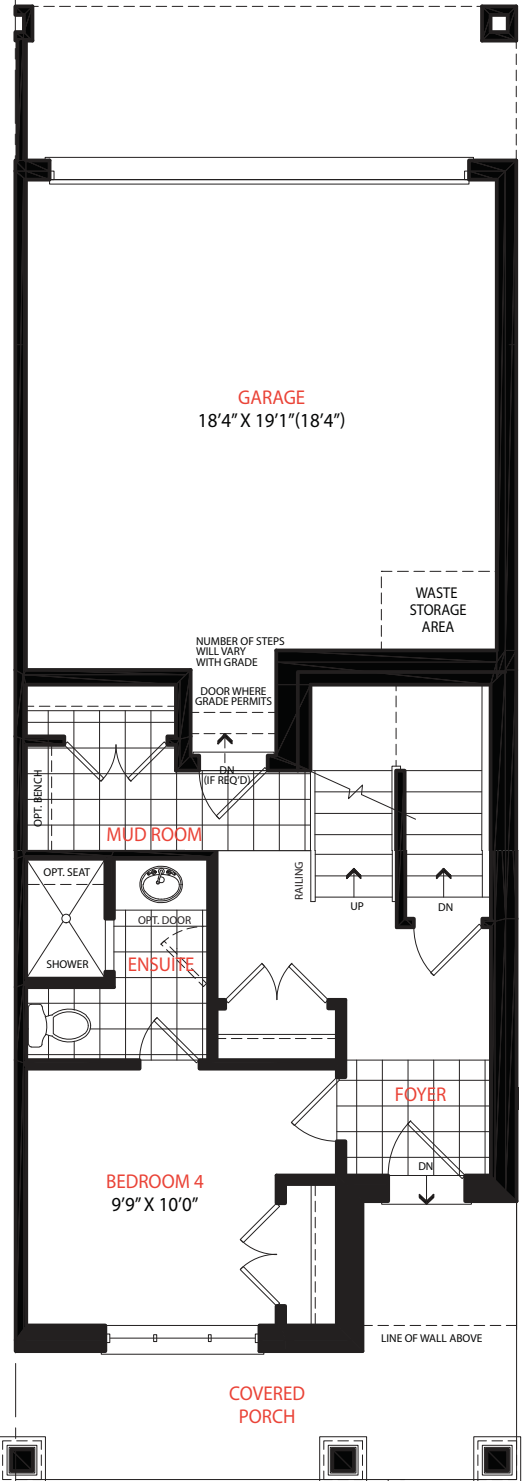 GARAGE
18’4” X 19’1”(18’4”)
WASTE
STORAGE
AREA
NUMBER OF STEPS
WILL VARY
WITH GRADE
DOOR WHERE
GRADE PERMITS
DN
(IF REQ’D)
OPT. BENCH
MUD ROOM
RAILING
UP
DN
OPT. SEAT
SHOWER
OPT. DOOR
ENSUITE
FOYER
DN
BEDROOM 4
9’9” X 10’0”
LINE OF WALL ABOVE
COVERED
PORCH